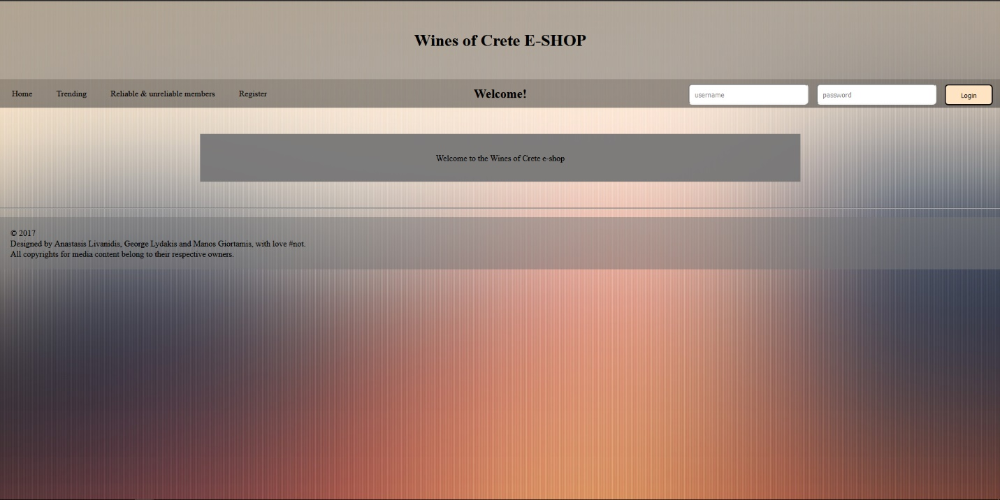 Wines of Crete E-SHOP
Home Trending Reliable & unreliable members Register Welcome! username password Login
Welcome to the Wines of Crete e-shop
© 2017
Designed by Anastasis Livanidis, George Lydakis and Manos Giortamis, with love #not.
All copyrights for media content belong to their respective owners.